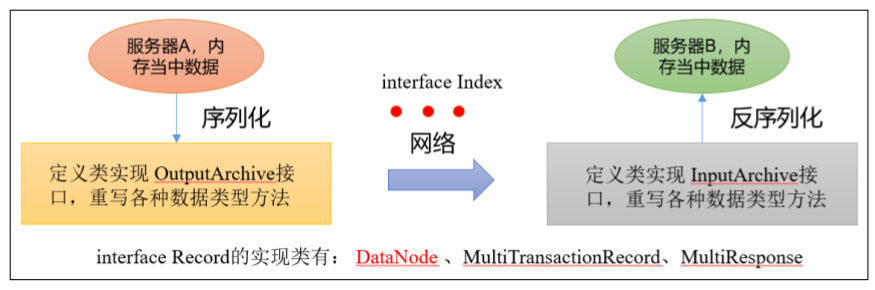 服务器A，内
存当中数据
服务器B，内
存当中数据
interface Index
序列化
网络
反序列化
定义类实现 OutputArchive接
口，重写各种数据类型方法
定义类实现 InputArchive接
口，重写各种数据类型方法
interface Record的实现类有： DataNode 、MultiTransactionRecord、MultiResponse